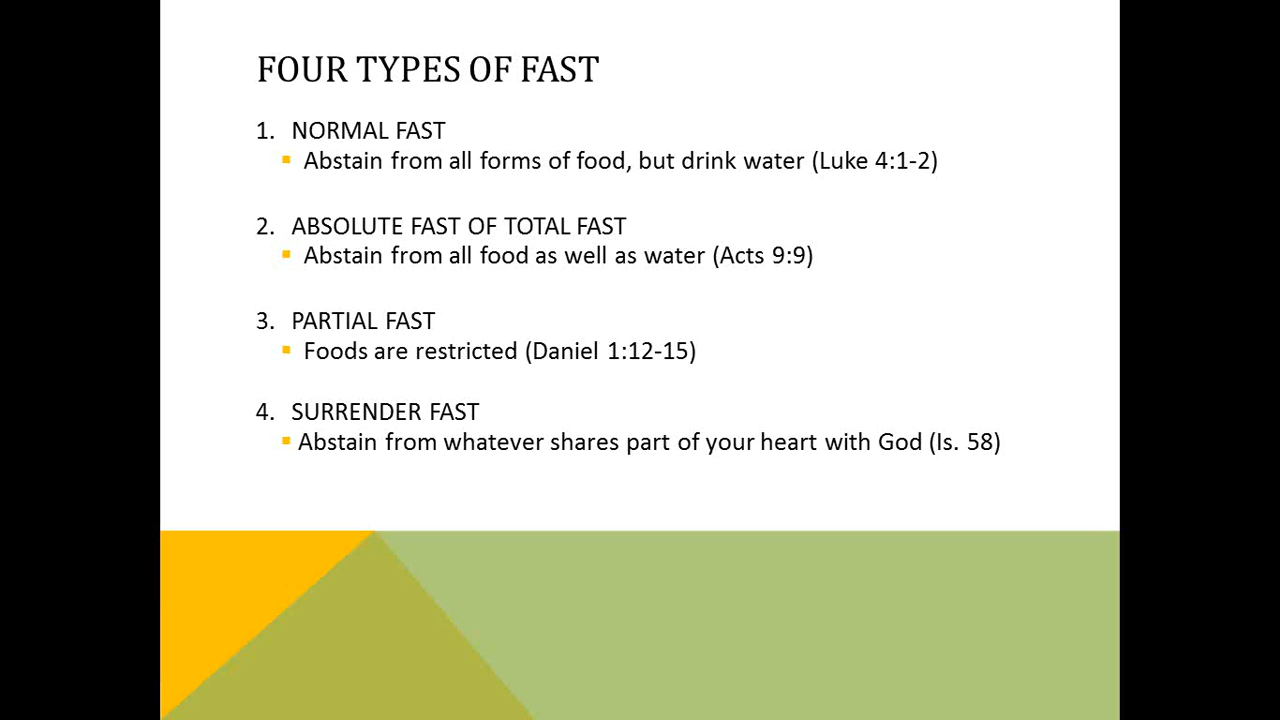 FOUR TYPES OF FAST
1. NORMAL FAST
▪ Abstain from all forms of food, but drink water (Luke 4:1-2)
2. ABSOLUTE FAST OF TOTAL FAST
▪ Abstain from all food as well as water (Acts 9:9)
3. PARTIAL FAST
▪ Foods are restricted (Daniel 1:12-15)
4. SURRENDER FAST
▪ Abstain from whatever shares part of your heart with God (Is. 58)